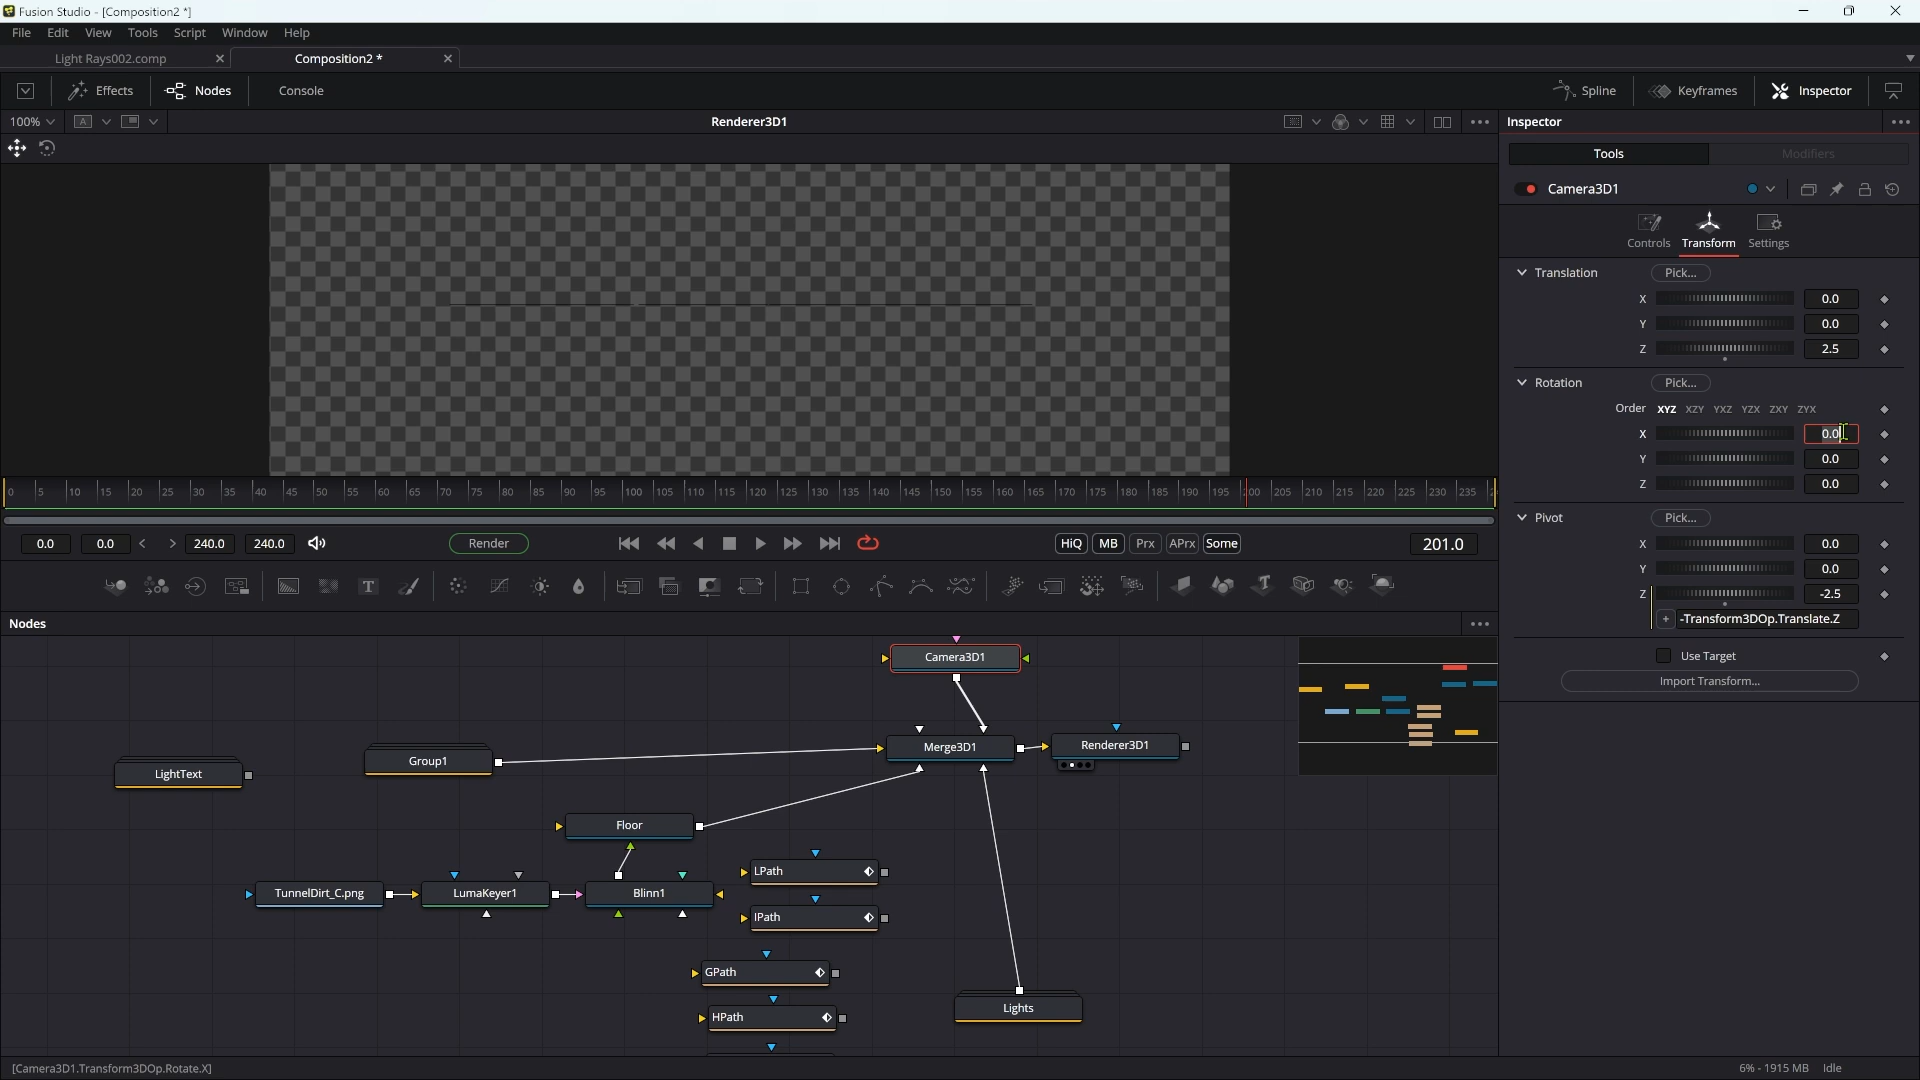 Fusion Studio - [Composition2 *]
File Edit View Tools Script Window Help
Light Rays002.comp Composition2 *
Effects Nodes Console Spline Keyframes Inspector
100% A Renderer3D1 Inspector
Tools Modifiers
Camera3D1
Controls Transform Settings
Translation Pick...
X 0.0
Y 0.0
Z 2.5
Rotation Pick...
Order XYZ XZY YXZ YZX ZXY ZYX
X 0.0
Y 0.0
Z 0.0
Pivot Pick...
X 0.0
Y 0.0
Z -2.5
+ -Transform3DOp.Translate.Z
Use Target
Import Transform...
0 5 10 15 20 25 30 35 40 45 50 55 60 65 70 75 80 85 90 95 100 105 110 115 120 125 130 135 140 145 150 155 160 165 170 175 180 185 190 195 200 205 210 215 220 225 230 235
0.0 0.0 < > 240.0 240.0 Render HiQ MB Prx APrx Some 201.0
T
Nodes
Camera3D1
Merge3D1 Renderer3D1
Group1
LightText
Floor
LPath
TunnelDirt_C.png LumaKeyer1 Blinn1
IPath
GPath
Lights
HPath
[Camera3D1.Transform3DOp.Rotate.X] 6% - 1915 MB Idle